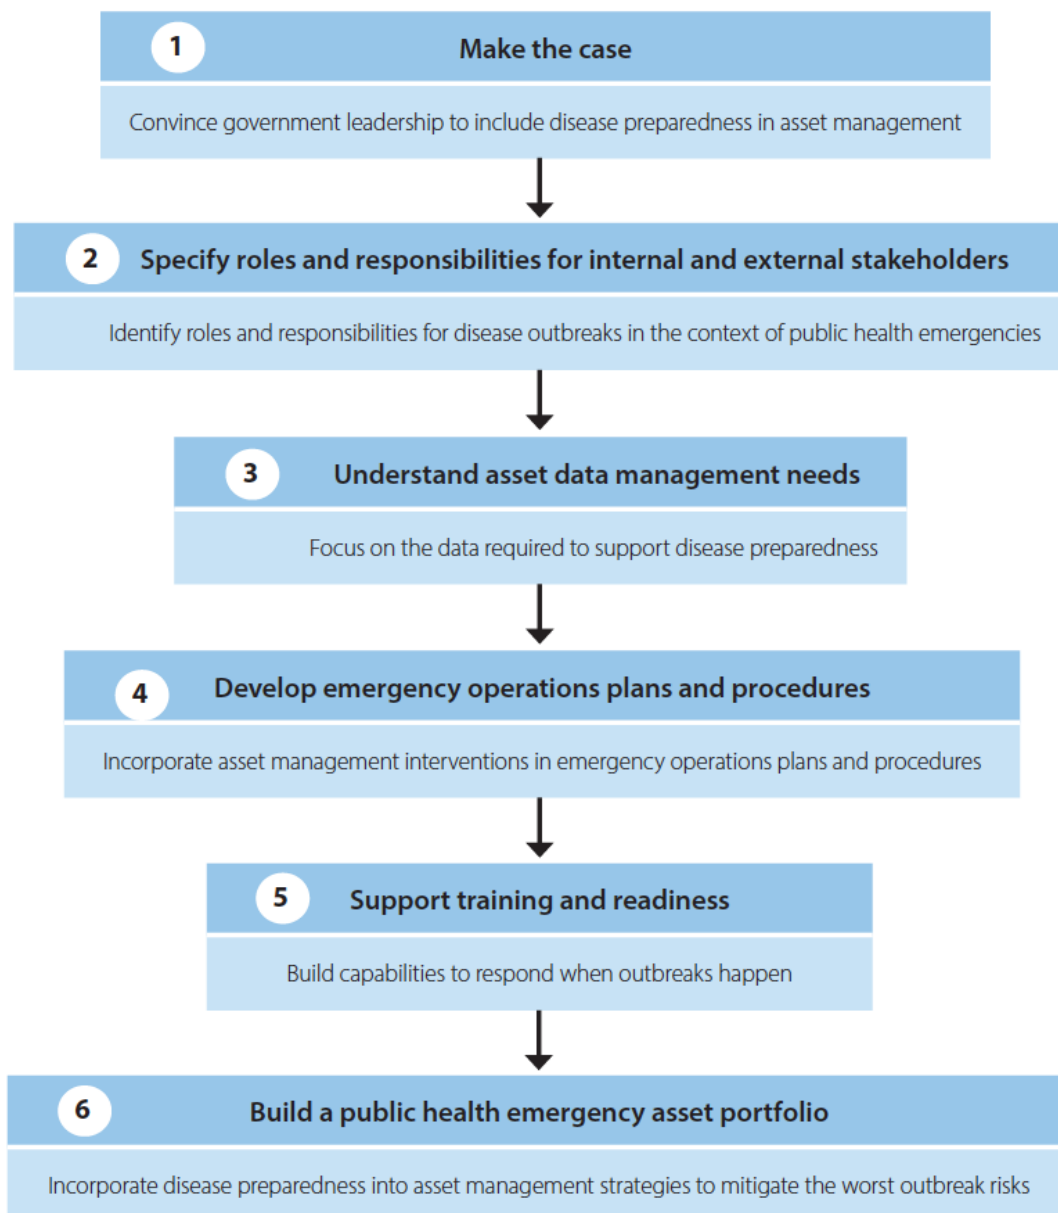 1 Make the case
Convince government leadership to include disease preparedness in asset management
2 Specify roles and responsibilities for internal and external stakeholders
Identify roles and responsibilities for disease outbreaks in the context of public health emergencies
3 Understand asset data management needs
Focus on the data required to support disease preparedness
4 Develop emergency operations plans and procedures
Incorporate asset management interventions in emergency operations plans and procedures
5 Support training and readiness
Build capabilities to respond when outbreaks happen
6 Build a public health emergency asset portfolio
Incorporate disease preparedness into asset management strategies to mitigate the worst outbreak risks